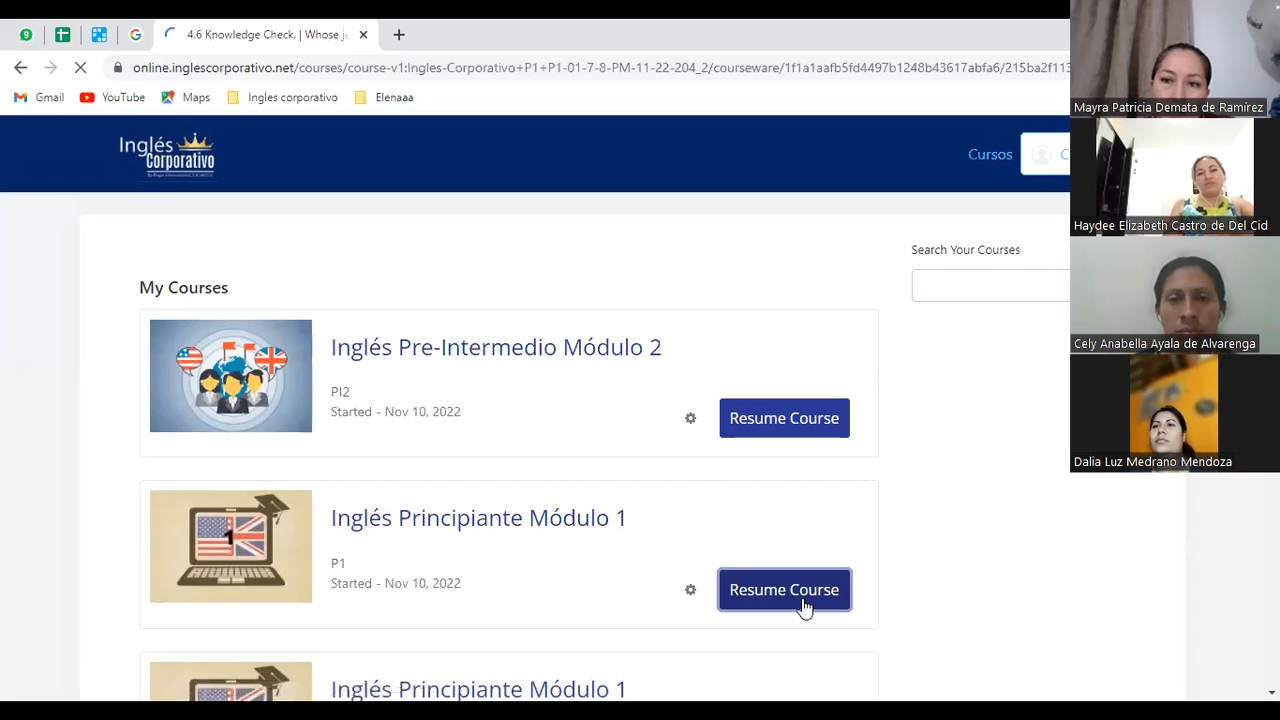 4.6 Knowledge Check. | Whose je
online.inglescorporativo.net/courses/course-v1:Ingles-Corporativo+P1+P1-01-7-8-PM-11-22-204_2/courseware/1f1a1aafb5fd4497b1248b43617abfa6/215ba2f113
Gmail
YouTube
Maps
Ingles corporativo
Elenaaa
Inglés
Corporativo
Cursos
C
Search Your Courses
My Courses
Inglés Pre-Intermedio Módulo 2
PI2
Started - Nov 10, 2022
Resume Course
1
Inglés Principiante Módulo 1
P1
Started - Nov 10, 2022
Resume Course
Inglés Principiante Módulo 1
Mayra Patricia Demata de Ramírez
Haydee Elizabeth Castro de Del Cid
Cely Anabella Ayala de Alvarenga
Dalia Luz Medrano Mendoza